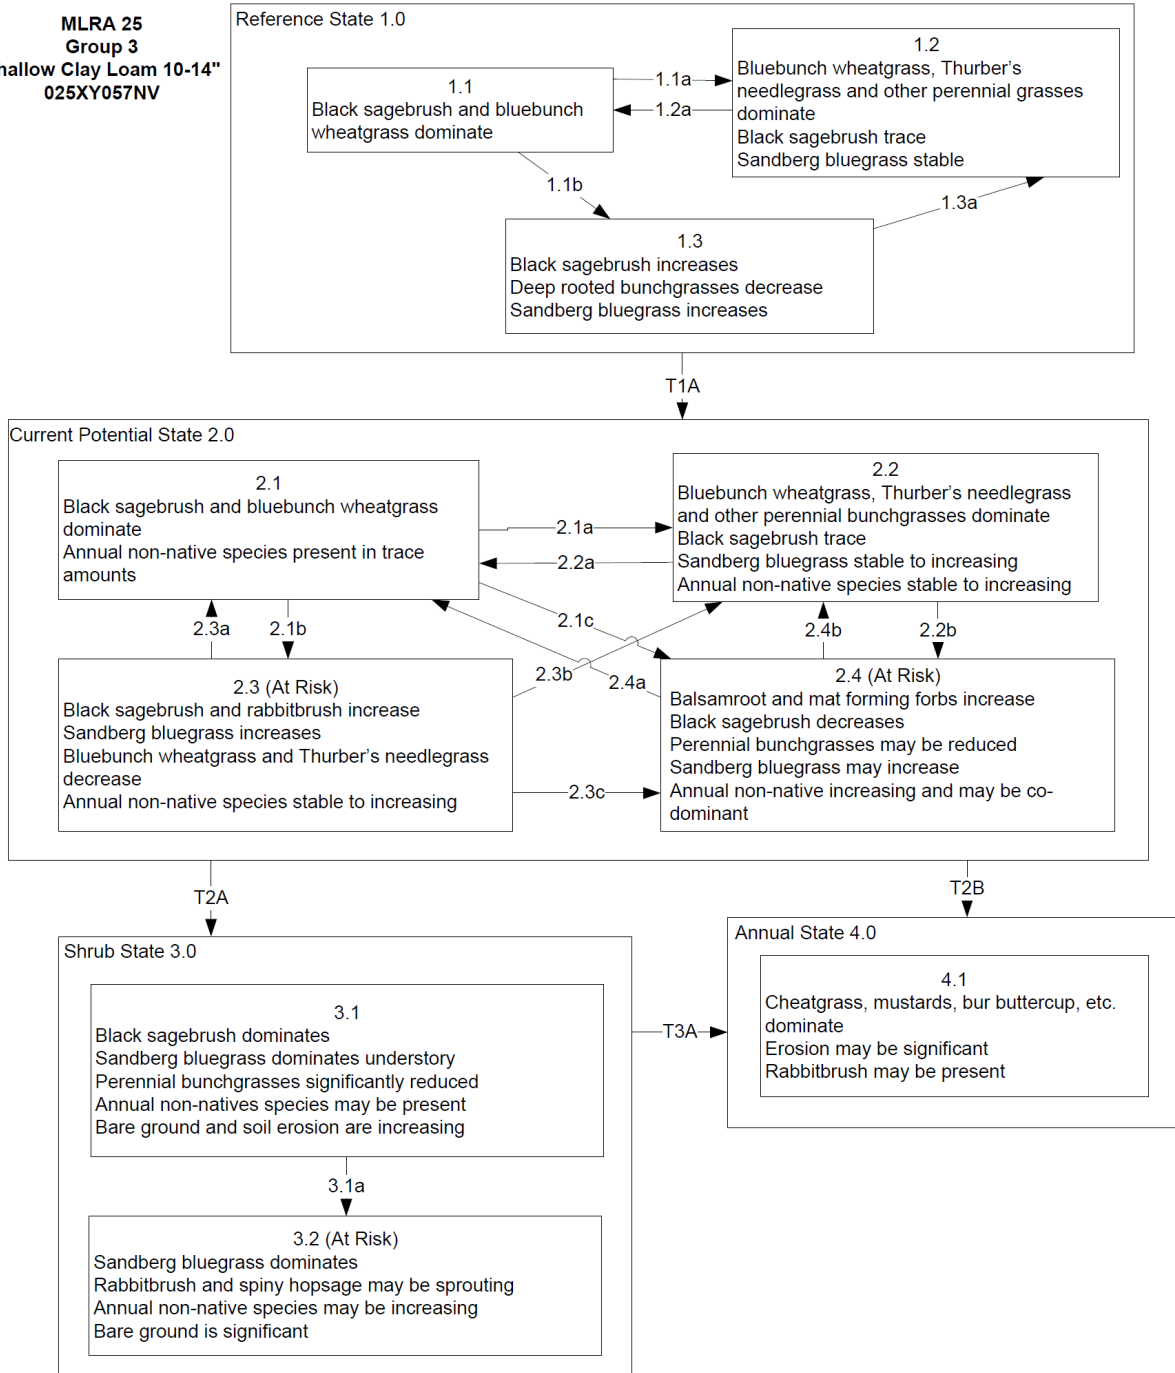 MLRA 25
Group 3
hallow Clay Loam 10-14"
025XY057NV
Reference State 1.0
1.1
Black sagebrush and bluebunch
wheatgrass dominate
1.1a
1.2a
1.2
Bluebunch wheatgrass, Thurber's
needlegrass and other perennial grasses
dominate
Black sagebrush trace
Sandberg bluegrass stable
1.1b
1.3a
1.3
Black sagebrush increases
Deep rooted bunchgrasses decrease
Sandberg bluegrass increases
T1A
Current Potential State 2.0
2.1
Black sagebrush and bluebunch wheatgrass
dominate
Annual non-native species present in trace
amounts
2.1a
2.2a
2.2
Bluebunch wheatgrass, Thurber's needlegrass
and other perennial bunchgrasses dominate
Black sagebrush trace
Sandberg bluegrass stable to increasing
Annual non-native species stable to increasing
2.3a
2.1b
2.1c
2.3b
2.4a
2.4b
2.2b
2.3 (At Risk)
Black sagebrush and rabbitbrush increase
Sandberg bluegrass increases
Bluebunch wheatgrass and Thurber's needlegrass
decrease
Annual non-native species stable to increasing
2.3c
2.4 (At Risk)
Balsamroot and mat forming forbs increase
Black sagebrush decreases
Perennial bunchgrasses may be reduced
Sandberg bluegrass may increase
Annual non-native increasing and may be co-
dominant
T2A
T2B
Shrub State 3.0
3.1
Black sagebrush dominates
Sandberg bluegrass dominates understory
Perennial bunchgrasses significantly reduced
Annual non-natives species may be present
Bare ground and soil erosion are increasing
3.1a
3.2 (At Risk)
Sandberg bluegrass dominates
Rabbitbrush and spiny hopsage may be sprouting
Annual non-native species may be increasing
Bare ground is significant
T3A
Annual State 4.0
4.1
Cheatgrass, mustards, bur buttercup, etc.
dominate
Erosion may be significant
Rabbitbrush may be present